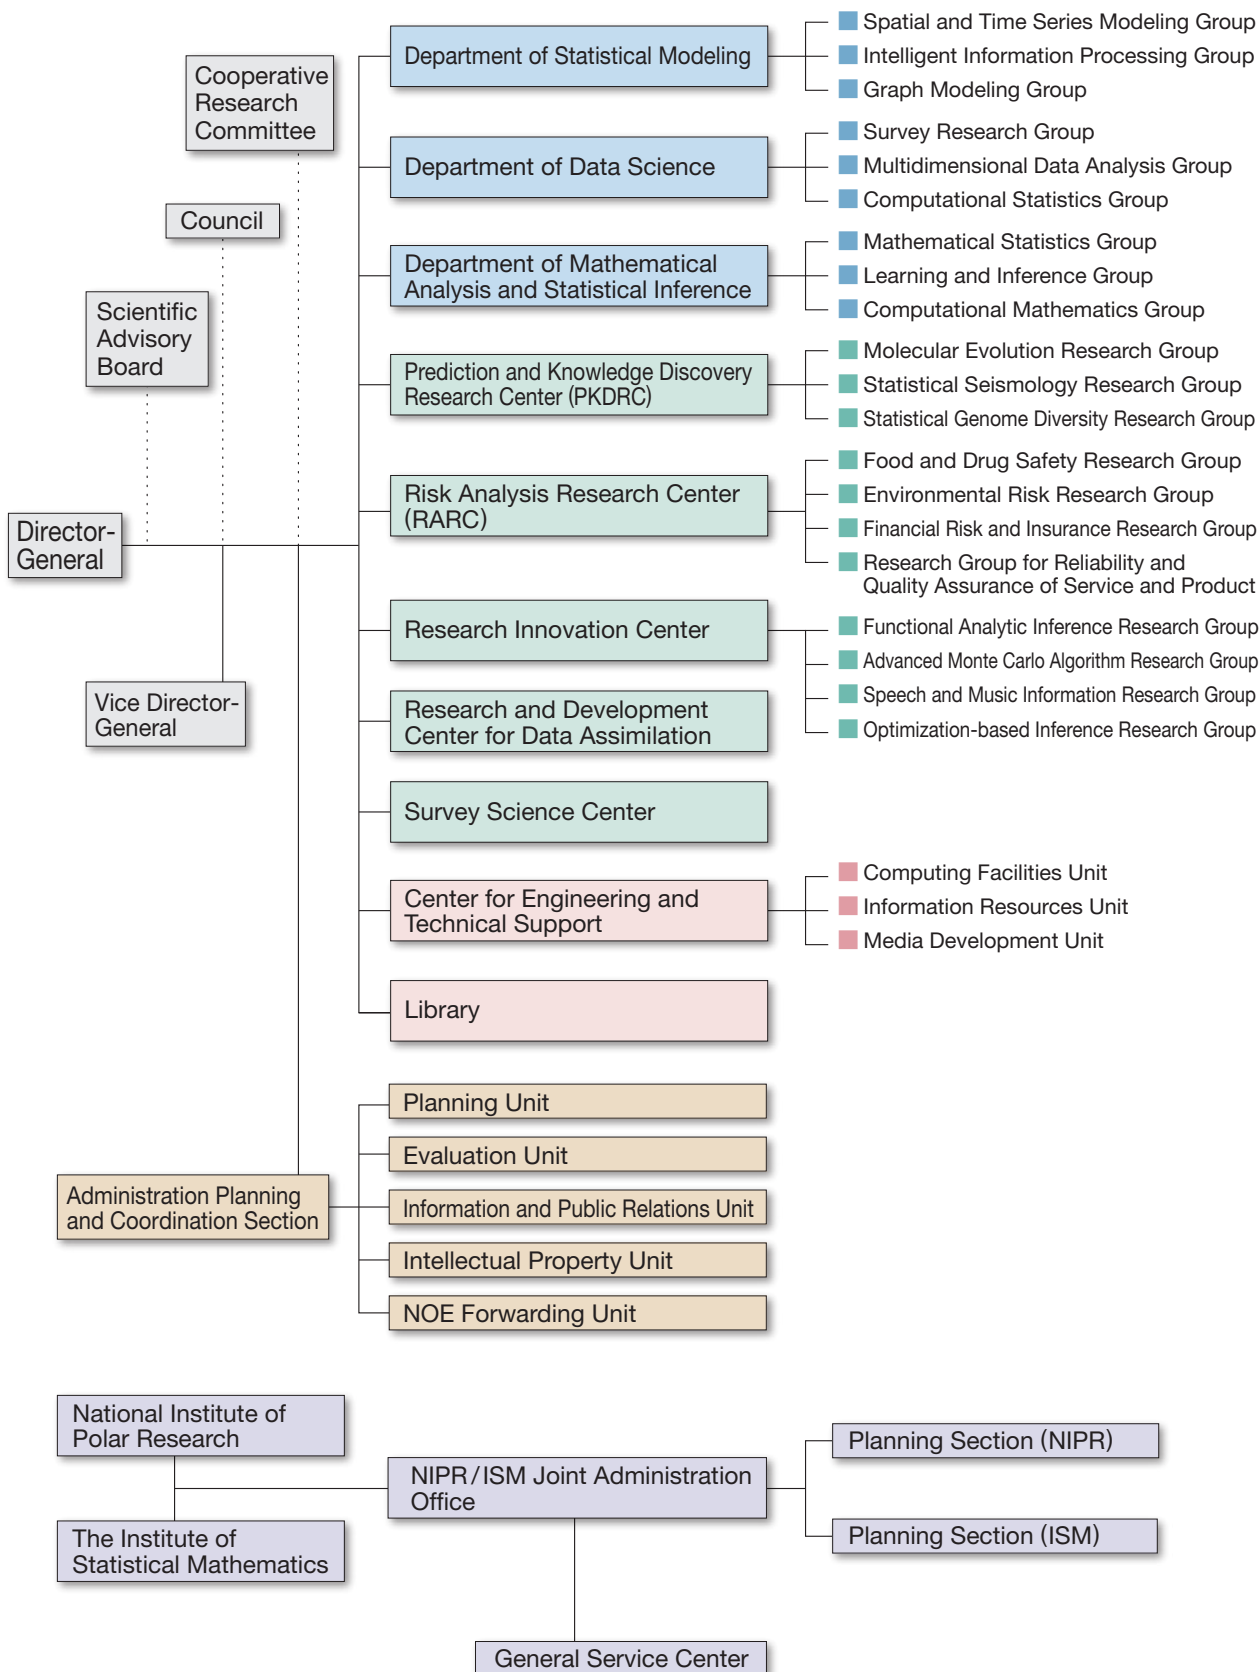 Cooperative
Research
Committee
Council
Scientific
Advisory
Board
Director-
General
Vice Director-
General
Department of Statistical Modeling
Spatial and Time Series Modeling Group
Intelligent Information Processing Group
Graph Modeling Group
Department of Data Science
Survey Research Group
Multidimensional Data Analysis Group
Computational Statistics Group
Department of Mathematical
Analysis and Statistical Inference
Mathematical Statistics Group
Learning and Inference Group
Computational Mathematics Group
Prediction and Knowledge Discovery
Research Center (PKDRC)
Molecular Evolution Research Group
Statistical Seismology Research Group
Statistical Genome Diversity Research Group
Risk Analysis Research Center
(RARC)
Food and Drug Safety Research Group
Environmental Risk Research Group
Financial Risk and Insurance Research Group
Research Group for Reliability and
Quality Assurance of Service and Product
Research Innovation Center
Functional Analytic Inference Research Group
Advanced Monte Carlo Algorithm Research Group
Speech and Music Information Research Group
Optimization-based Inference Research Group
Research and Development
Center for Data Assimilation
Survey Science Center
Center for Engineering and
Technical Support
Computing Facilities Unit
Information Resources Unit
Media Development Unit
Library
Administration Planning
and Coordination Section
Planning Unit
Evaluation Unit
Information and Public Relations Unit
Intellectual Property Unit
NOE Forwarding Unit
National Institute of
Polar Research
The Institute of
Statistical Mathematics
NIPR/ISM Joint Administration
Office
Planning Section (NIPR)
Planning Section (ISM)
General Service Center